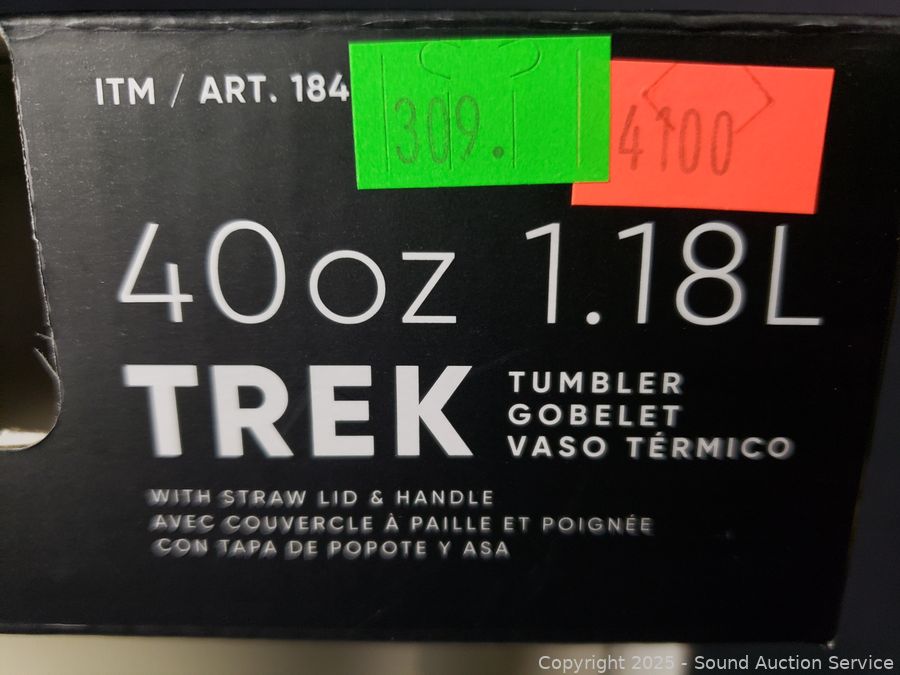 ITM / ART. 184
309.
4100
40oz 1.18L
TREK
TUMBLER
GOBELET
VASO TÉRMICO
WITH STRAW LID & HANDLE
AVEC COUVERCLE À PAILLE ET POIGNÉE
CON TAPA DE POPOTE Y ASA
Copyright 2025 - Sound Auction Service